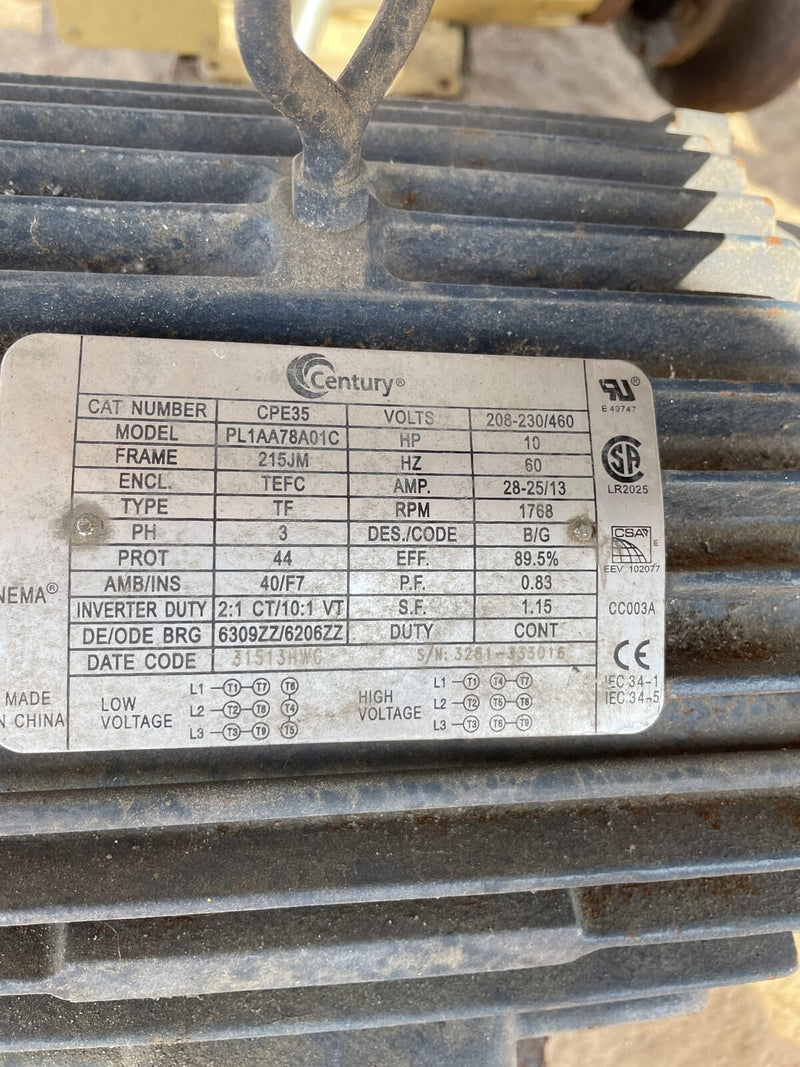 Century®
CAT NUMBER CPE35 VOLTS 208-230/460
MODEL PL1AA78A01C HP 10
FRAME 215JM HZ 60
ENCL. TEFC AMP. 28-25/13
TYPE TF RPM 1768
PH 3 DES./CODE B/G
PROT 44 EFF. 89.5%
AMB/INS 40/F7 P.F. 0.83
INVERTER DUTY 2:1 CT/10:1 VT S.F. 1.15
DE/ODE BRG 6309ZZ/6206ZZ DUTY CONT
DATE CODE 31513HWC S/N: 3281-333016
LOW VOLTAGE
L1 T1 T7 T6
L2 T2 T8 T4
L3 T3 T9 T5
HIGH VOLTAGE
L1 T1 T4 T7
L2 T2 T5 T8
L3 T3 T6 T9
NEMA®
MADE
IN CHINA
UR®
E 49747
SA
LR2025
CSA E
EEV 102077
CC003A
CE
IEC 34-1
IEC 34-5